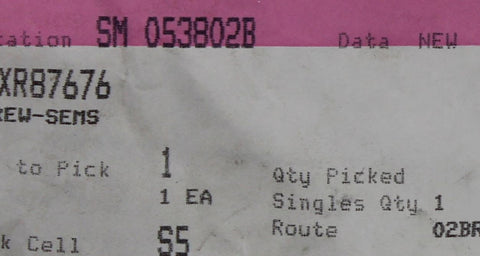 ation SM 053802B Data NEW
XR87676
REW-SEMS
to Pick 1 Qty Picked
1 EA Singles Qty 1
k Cell S5 Route 02BR